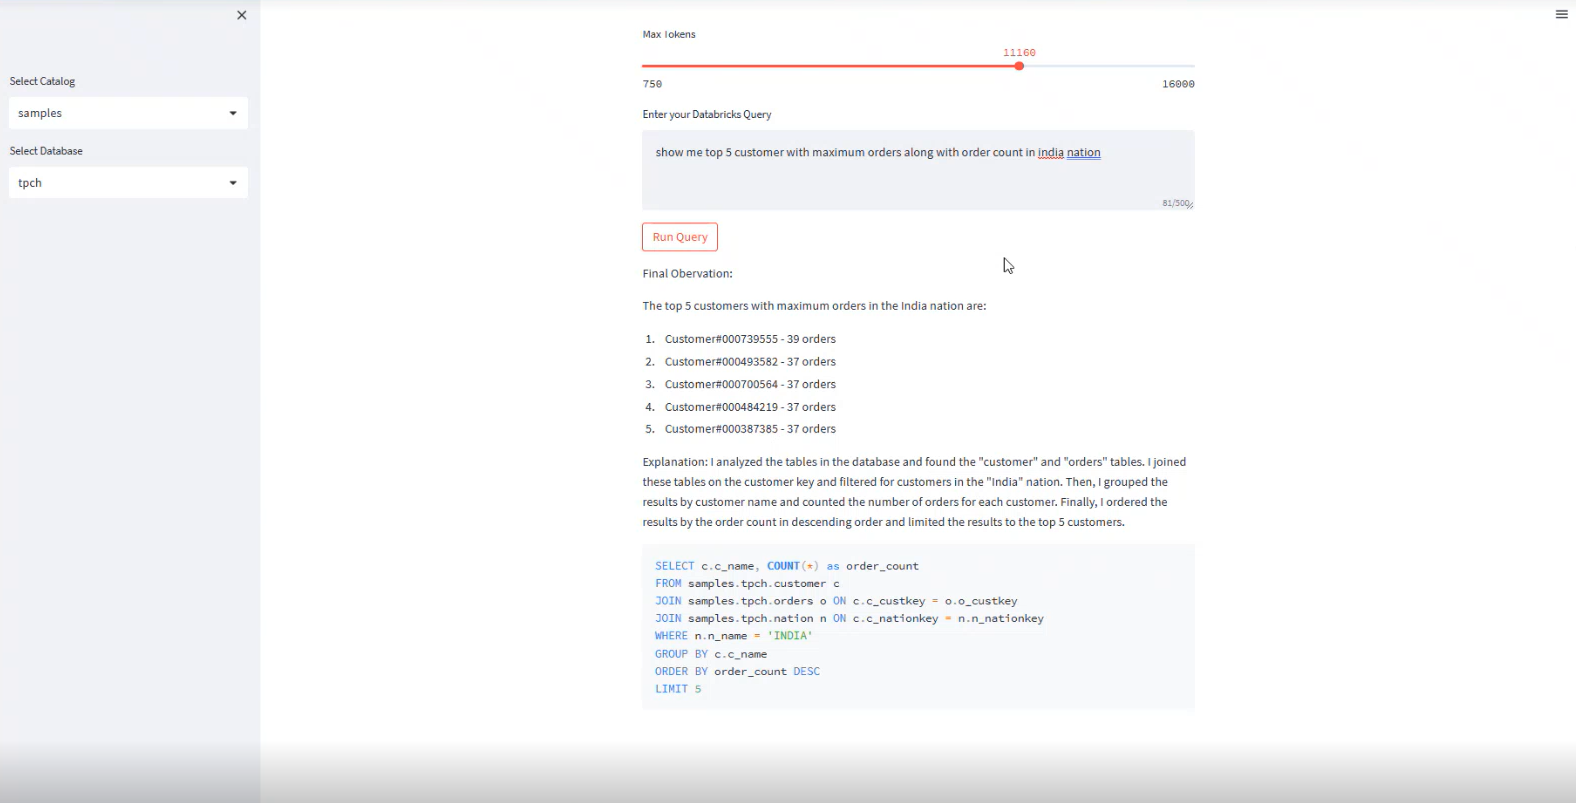 Select Catalog
samples
Select Database
tpch
Max Tokens
11160
750 16000
Enter your Databricks Query
show me top 5 customer with maximum orders along with order count in india nation
81/500
Run Query
Final Obervation:
The top 5 customers with maximum orders in the India nation are:
1. Customer#000739555 - 39 orders
2. Customer#000493582 - 37 orders
3. Customer#000700564 - 37 orders
4. Customer#000484219 - 37 orders
5. Customer#000387385 - 37 orders
Explanation: I analyzed the tables in the database and found the "customer" and "orders" tables. I joined
these tables on the customer key and filtered for customers in the "India" nation. Then, I grouped the
results by customer name and counted the number of orders for each customer. Finally, I ordered the
results by the order count in descending order and limited the results to the top 5 customers.
SELECT c.c_name, COUNT(*) as order_count
FROM samples.tpch.customer c
JOIN samples.tpch.orders o ON c.c_custkey = o.o_custkey
JOIN samples.tpch.nation n ON c.c_nationkey = n.n_nationkey
WHERE n.n_name = 'INDIA'
GROUP BY c.c_name
ORDER BY order_count DESC
LIMIT 5